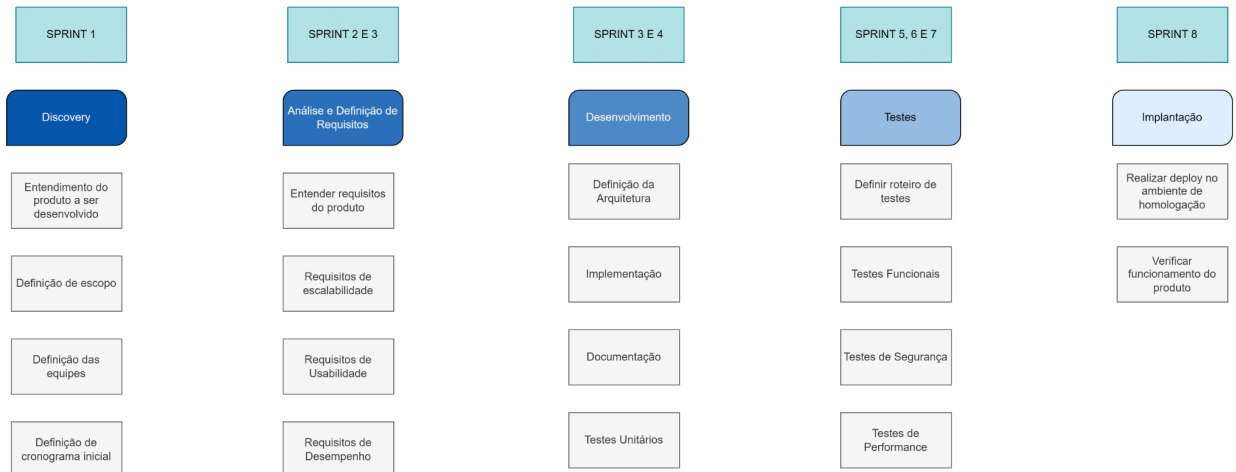 SPRINT 1
SPRINT 2 E 3
SPRINT 3 E 4
SPRINT 5, 6 E 7
SPRINT 8
Discovery
Análise e Definição de
Requisitos
Desenvolvimento
Testes
Implantação
Entendimento do
produto a ser
desenvolvido
Entender requisitos
do produto
Definição da
Arquitetura
Definir roteiro de
testes
Realizar deploy no
ambiente de
homologação
Definição de escopo
Requisitos de
escalabilidade
Implementação
Testes Funcionais
Verificar
funcionamento do
produto
Definição das
equipes
Requisitos de
Usabilidade
Documentação
Testes de Segurança
Definição de
cronograma inicial
Requisitos de
Desempenho
Testes Unitários
Testes de
Performance